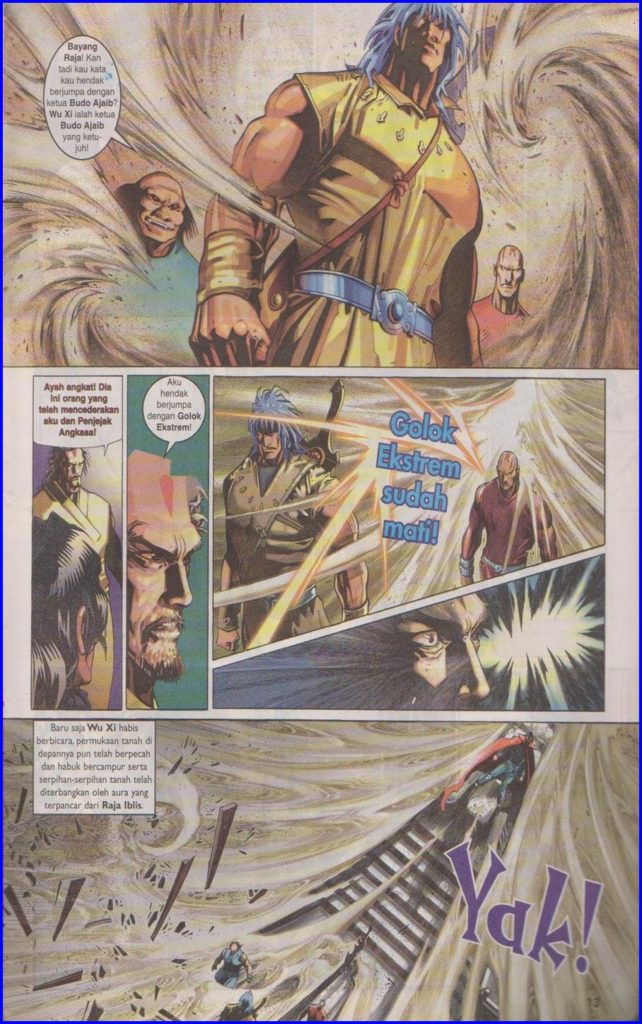 Bayang
Raja! Kan
tadi kau kata
kau hendak
berjumpa dengan
ketua Budo Ajaib?
Wu Xi ialah ketua
Budo Ajaib
yang ketu-
juh!
Ayah angkat! Dia
ini orang yang
telah mencederakan
aku dan Penjejak
Angkasa!
Aku
hendak
berjumpa
dengan Golok
Ekstrem!
Golok
Ekstrem
sudah
mati!
Baru saja Wu Xi habis
berbicara, permukaan tanah di
depannya pun telah berpecah
dan habuk bercampur serta
serpihan-serpihan tanah telah
diterbangkan oleh aura yang
terpancar dari Raja Iblis.
Yak!
13